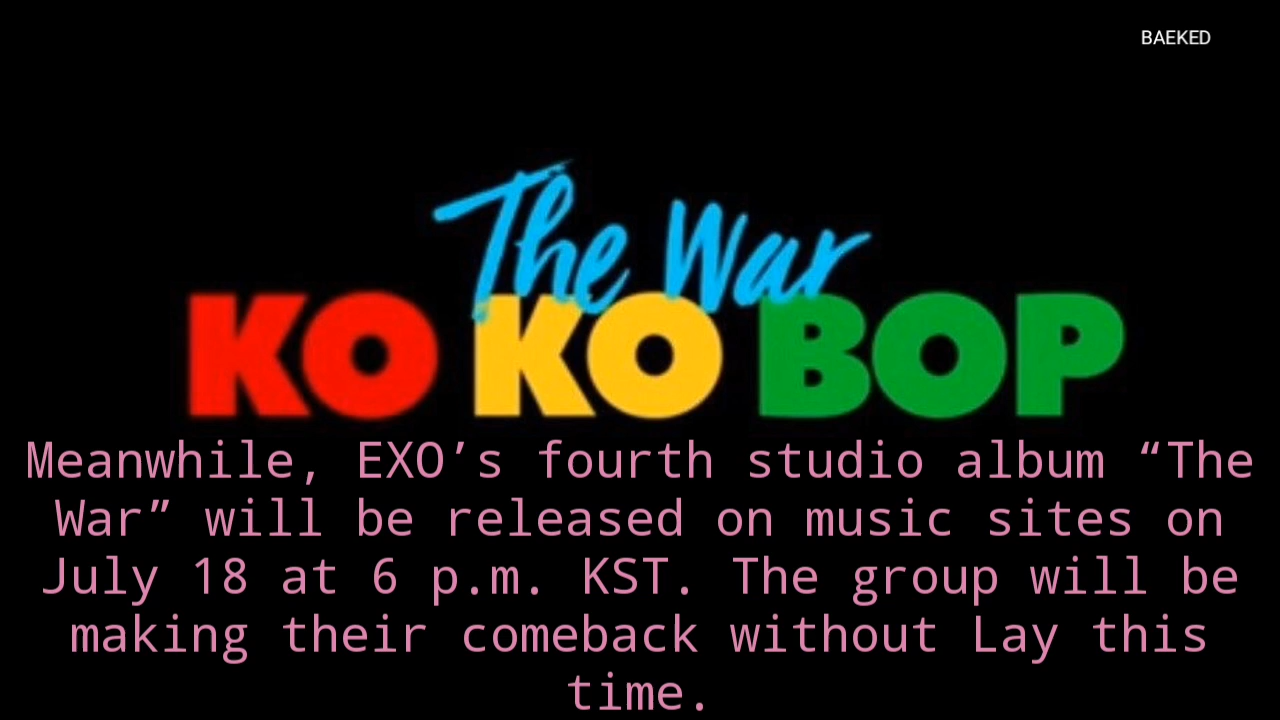 BAEKED
The War
KO KO BOP
Meanwhile, EXO’s fourth studio album “The
War” will be released on music sites on
July 18 at 6 p.m. KST. The group will be
making their comeback without Lay this
time.